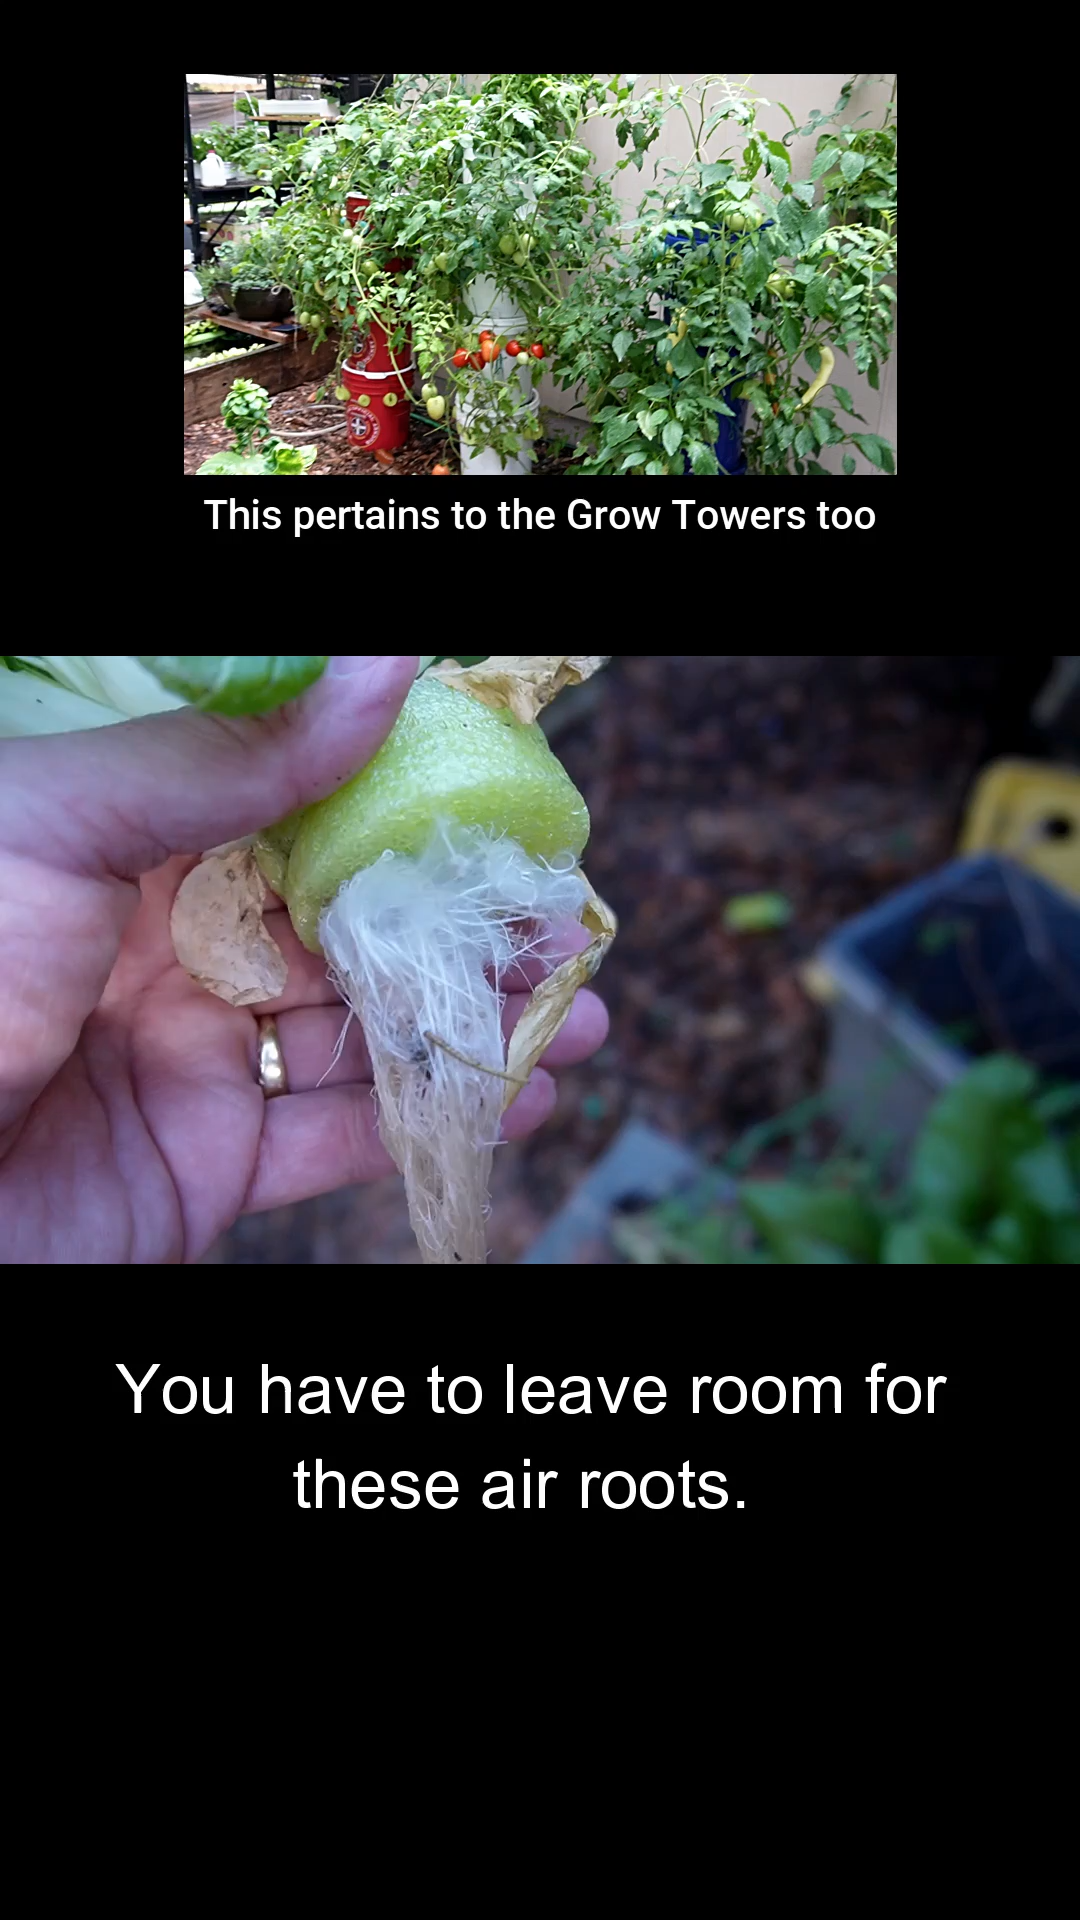 This pertains to the Grow Towers too
You have to leave room for
these air roots.